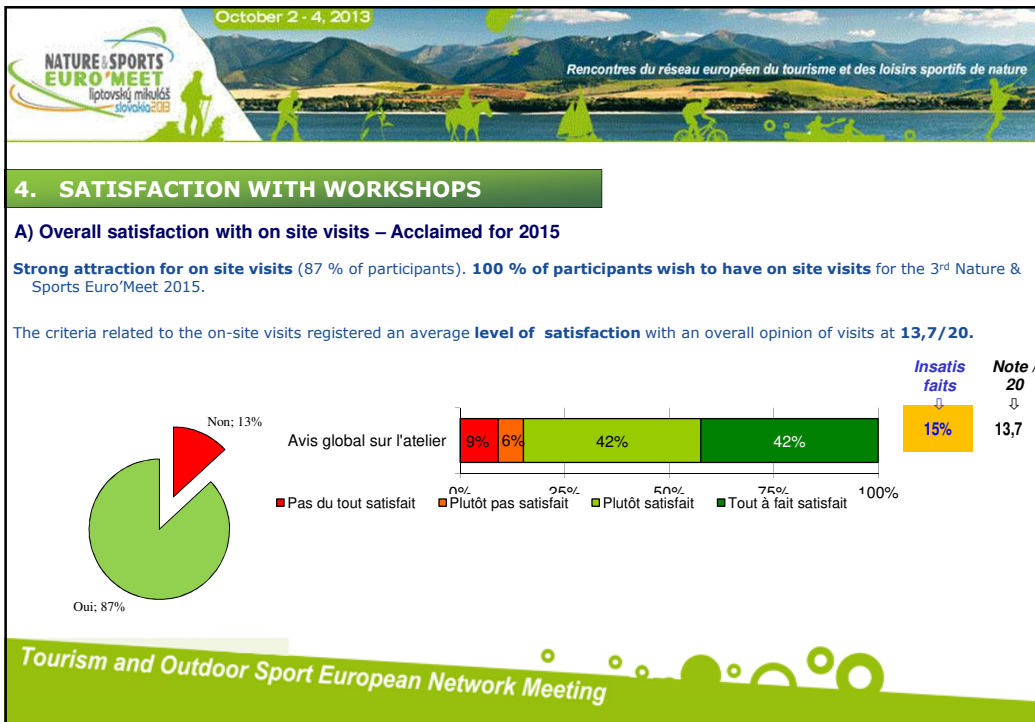 October 2 - 4, 2013
NATURE & SPORTS
EURO'MEET
liptovský mikuláš
slovakia2013
Rencontres du réseau européen du tourisme et des loisirs sportifs de nature
4. SATISFACTION WITH WORKSHOPS
A) Overall satisfaction with on site visits – Acclaimed for 2015
Strong attraction for on site visits (87 % of participants). 100 % of participants wish to have on site visits for the 3rd Nature &
Sports Euro'Meet 2015.
The criteria related to the on-site visits registered an average level of satisfaction with an overall opinion of visits at 13,7/20.
Non; 13%
Oui; 87%
Insatis
faits
⇩
15%
Note /
20
⇩
13,7
Avis global sur l'atelier
9% 6% 42% 42%
0% 25% 50% 75% 100%
Pas du tout satisfait Plutôt pas satisfait Plutôt satisfait Tout à fait satisfait
Tourism and Outdoor Sport European Network Meeting